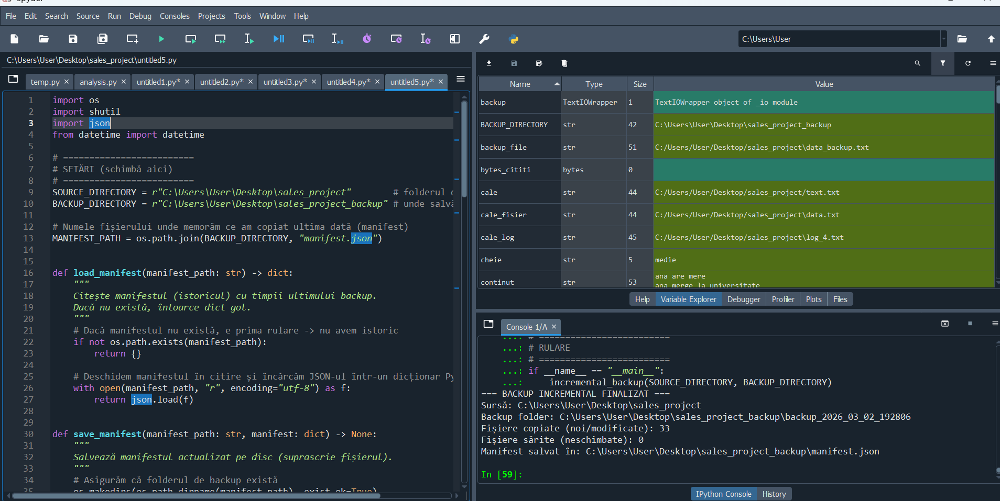 Spyder
File Edit Search Source Run Debug Consoles Projects Tools Window Help
C:\Users\User
C:\Users\User\Desktop\sales_project\untitled5.py
temp.py analysis.py untitled1.py* untitled2.py* untitled3.py* untitled4.py* untitled5.py*
1 import os
2 import shutil
3 import json
4 from datetime import datetime
5
6 # =========================
7 # SETĂRI (schimbă aici)
8 # =========================
9 SOURCE_DIRECTORY = r"C:\Users\User\Desktop\sales_project" # folderul
10 BACKUP_DIRECTORY = r"C:\Users\User\Desktop\sales_project_backup" # unde
11
12 # Numele fișierului unde memorăm ce am copiat ultima dată (manifest)
13 MANIFEST_PATH = os.path.join(BACKUP_DIRECTORY, "manifest.json")
14
15
16 def load_manifest(manifest_path: str) -> dict:
17 """
18 Citește manifestul (istoricul) cu timpii ultimului backup.
19 Dacă nu există, întoarce dict gol.
20 """
21 # Dacă manifestul nu există, e prima rulare -> nu avem istoric
22 if not os.path.exists(manifest_path):
23 return {}
24
25 # Deschidem manifestul în citire și încărcăm JSON-ul într-un dicționar Py
26 with open(manifest_path, "r", encoding="utf-8") as f:
27 return json.load(f)
28
29
30 def save_manifest(manifest_path: str, manifest: dict) -> None:
31 """
32 Salvează manifestul actualizat pe disc (suprascrie fișierul).
33 """
34 # Asigurăm că folderul de backup există
35 os.makedirs(os.path.dirname(manifest_path), exist_ok=True)
Name Type Size Value
backup TextIOWrapper 1 TextIOWrapper object of _io module
BACKUP_DIRECTORY str 42 C:\Users\User\Desktop\sales_project_backup
backup_file str 51 C:/Users/User/Desktop/sales_project\data_backup.txt
bytes_cititi bytes 0
cale str 44 C:/Users/User/Desktop/sales_project/text.txt
cale_fisier str 44 C:/Users/User/Desktop/sales_project\data.txt
cale_log str 45 C:/Users/User/Desktop/sales_project\log_4.txt
cheie str 5 medie
continut str 53 ana are mere
ana merge la universitate
Help Variable Explorer Debugger Profiler Plots Files
Console 1/A
...: # =========================
...: # RULARE
...: # =========================
...: if __name__ == "__main__":
...: incremental_backup(SOURCE_DIRECTORY, BACKUP_DIRECTORY)
=== BACKUP INCREMENTAL FINALIZAT ===
Sursă: C:\Users\User\Desktop\sales_project
Backup folder: C:\Users\User\Desktop\sales_project_backup\backup_2026_03_02_192806
Fișiere copiate (noi/modificate): 33
Fișiere sărite (neschimbate): 0
Manifest salvat în: C:\Users\User\Desktop\sales_project_backup\manifest.json
In [59]:
IPython Console History